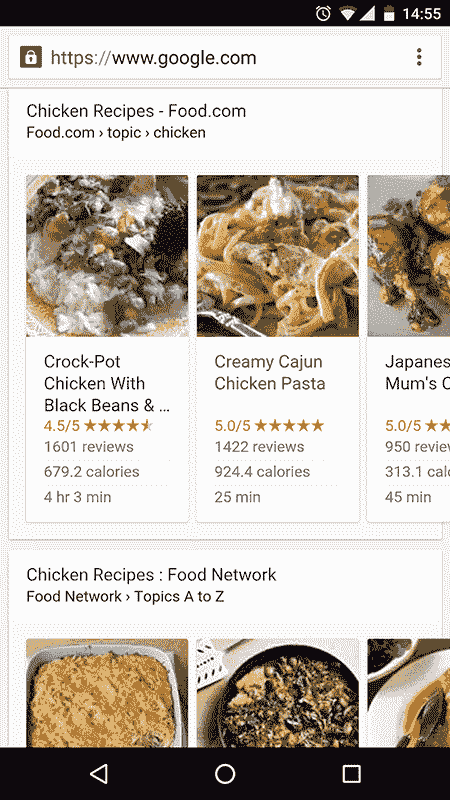 14:55
https://www.google.com
Chicken Recipes - Food.com
Food.com › topic › chicken
Crock-Pot
Chicken With
Black Beans & ...
4.5/5
1601 reviews
679.2 calories
4 hr 3 min
Creamy Cajun
Chicken Pasta
5.0/5
1422 reviews
924.4 calories
25 min
Japanes
Mum's C
5.0/5
950 revie
313.1 calo
45 min
Chicken Recipes : Food Network
Food Network › Topics A to Z